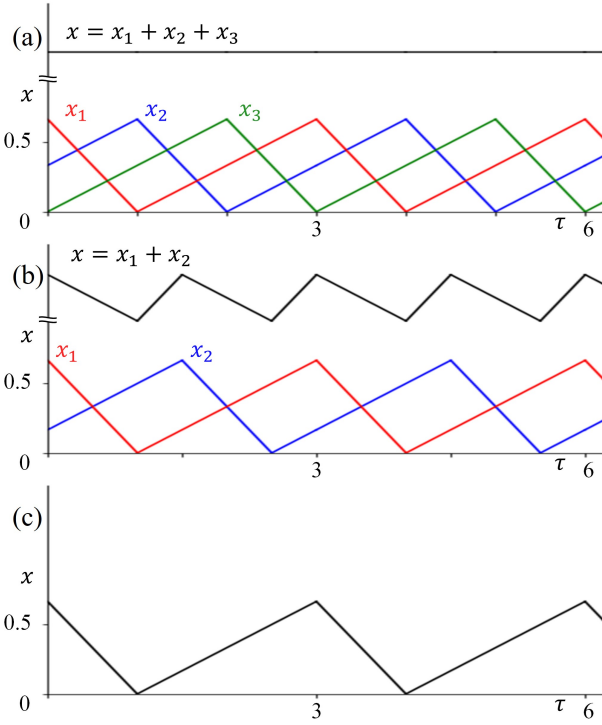 (a) x = x₁ + x₂ + x₃
x
x₁ x₂ x₃
0.5
0 3 τ 6
(b) x = x₁ + x₂
x
x₁ x₂
0.5
0 3 τ 6
(c)
x
0.5
0 3 τ 6